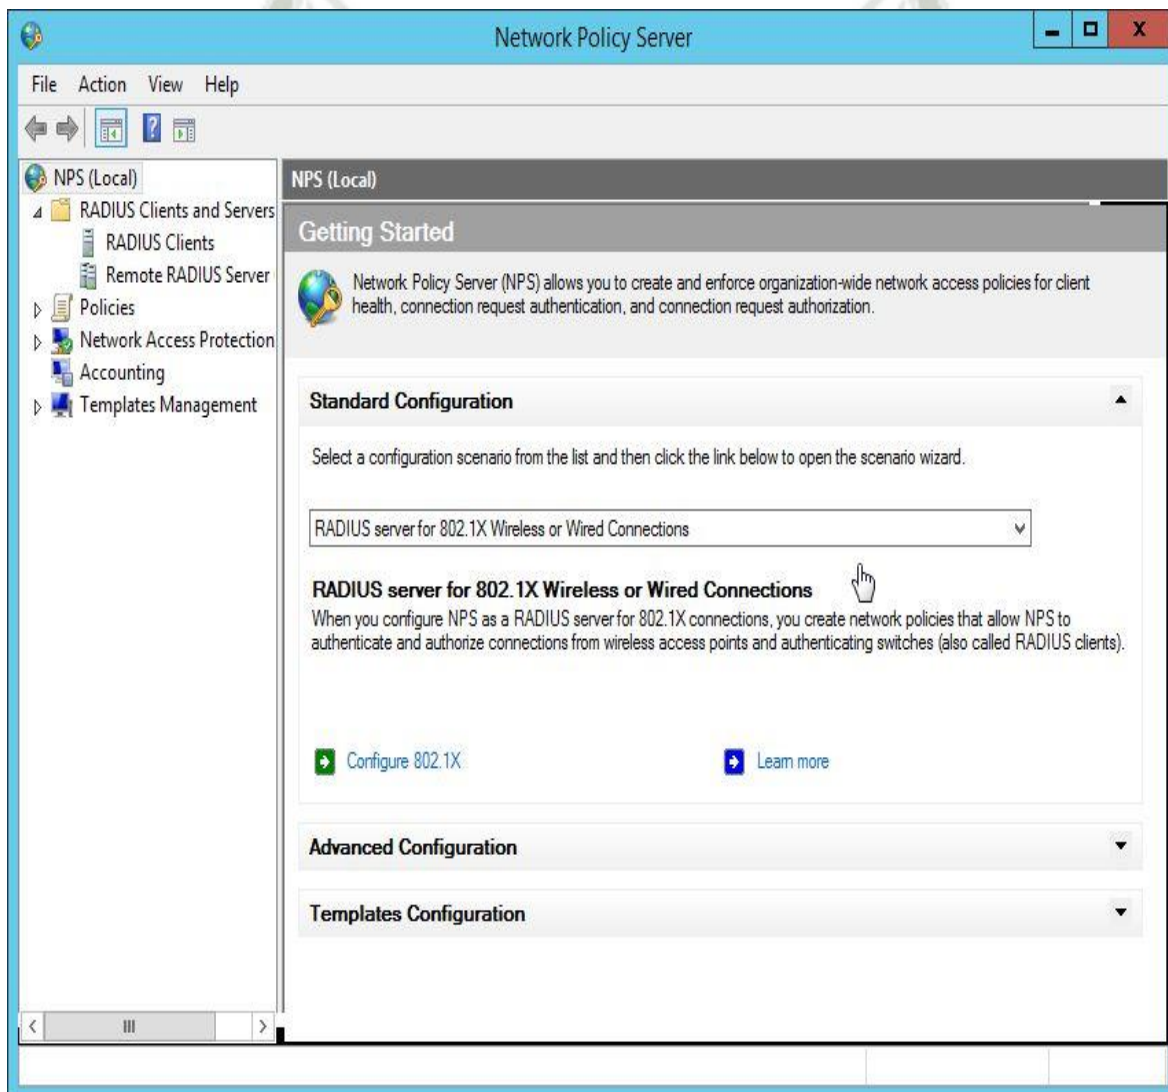 Network Policy Server
File Action View Help
NPS (Local)
RADIUS Clients and Servers
RADIUS Clients
Remote RADIUS Server
Policies
Network Access Protection
Accounting
Templates Management
NPS (Local)
Getting Started
Network Policy Server (NPS) allows you to create and enforce organization-wide network access policies for client
health, connection request authentication, and connection request authorization.
Standard Configuration
Select a configuration scenario from the list and then click the link below to open the scenario wizard.
RADIUS server for 802.1X Wireless or Wired Connections
RADIUS server for 802.1X Wireless or Wired Connections
When you configure NPS as a RADIUS server for 802.1X connections, you create network policies that allow NPS to
authenticate and authorize connections from wireless access points and authenticating switches (also called RADIUS clients).
Configure 802.1X Learn more
Advanced Configuration
Templates Configuration